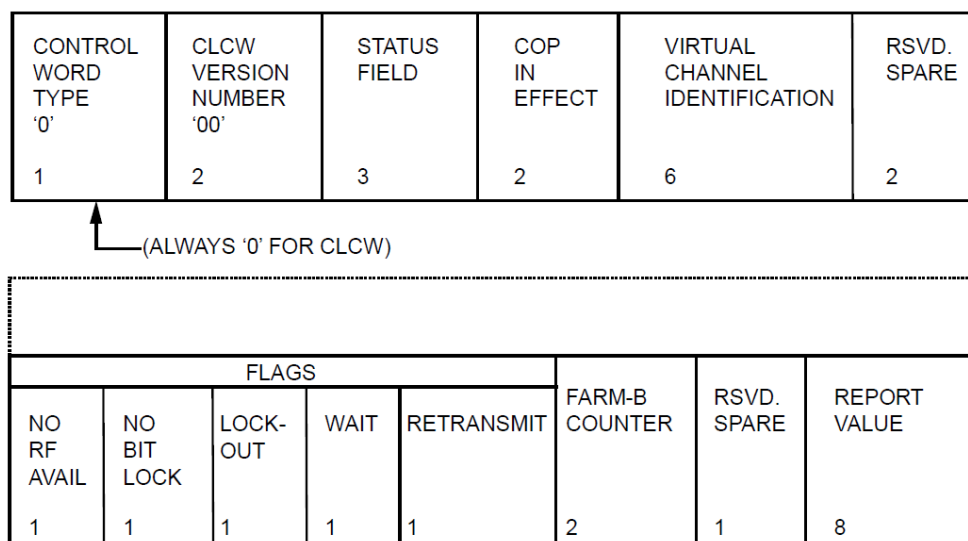 CONTROL
WORD
TYPE
‘0’
1
CLCW
VERSION
NUMBER
‘00’
2
STATUS
FIELD
3
COP
IN
EFFECT
2
VIRTUAL
CHANNEL
IDENTIFICATION
6
RSVD.
SPARE
2
(ALWAYS ‘0’ FOR CLCW)
FLAGS
NO
RF
AVAIL
1
NO
BIT
LOCK
1
LOCK-
OUT
1
WAIT
1
RETRANSMIT
1
FARM-B
COUNTER
2
RSVD.
SPARE
1
REPORT
VALUE
8